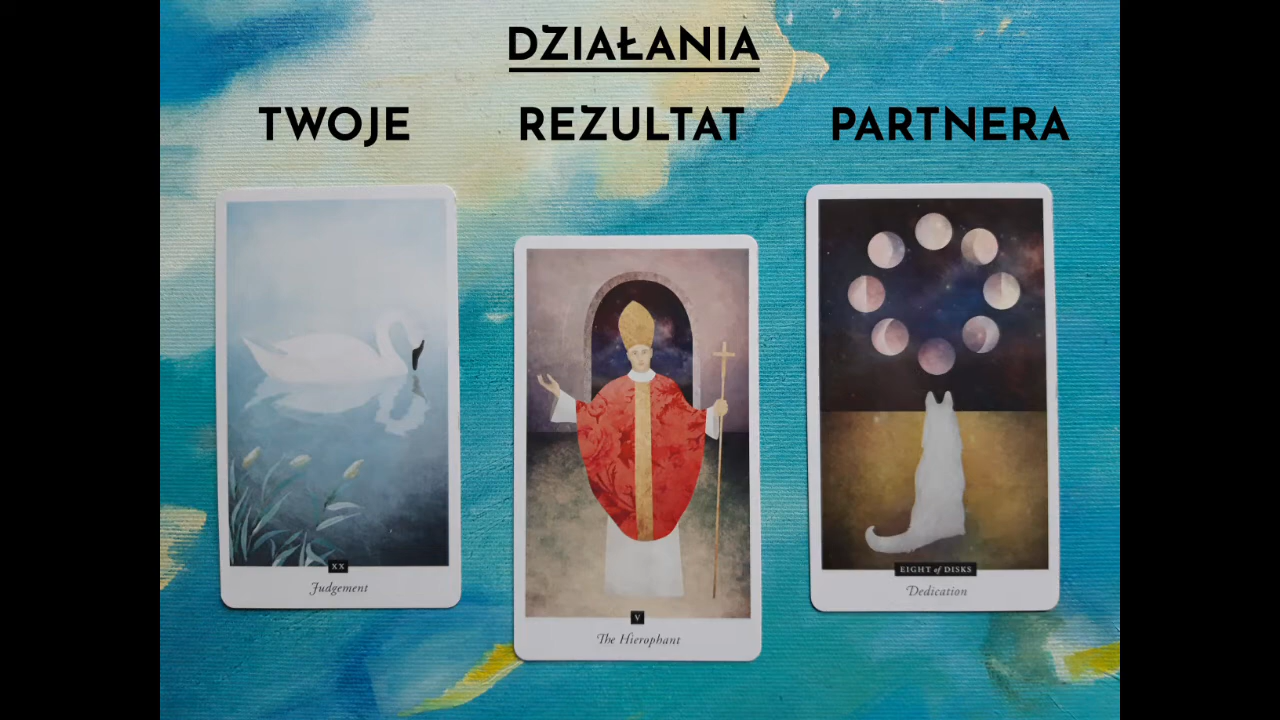 DZIAŁANIA
TWOJE
REZULTAT
PARTNERA
XX
Judgement
V
The Hierophant
EIGHT of DISKS
Dedication